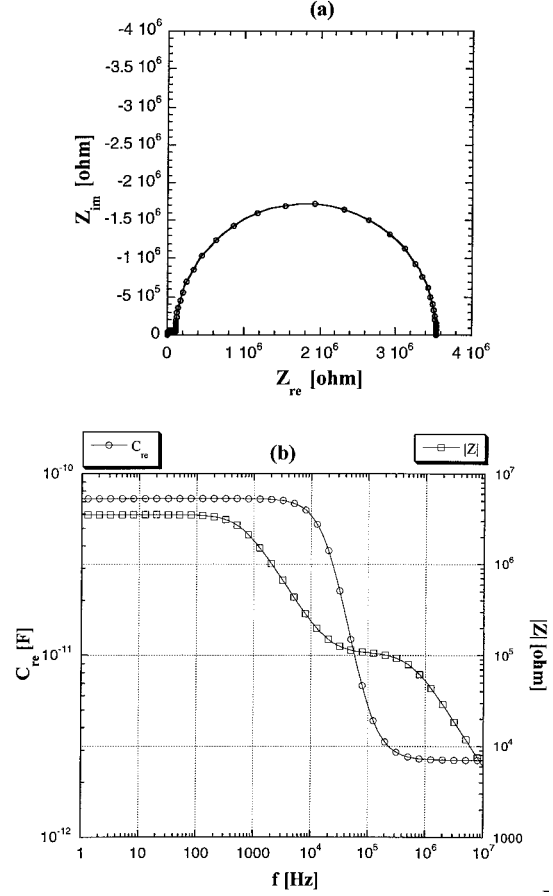 (a)
-4 10⁶
-3.5 10⁶
-3 10⁶
-2.5 10⁶
-2 10⁶
-1.5 10⁶
-1 10⁶
-5 10⁵
0
Z_im [ohm]
0 1 10⁶ 2 10⁶ 3 10⁶ 4 10⁶
Z_re [ohm]
C_re (b) |Z|
10⁻¹⁰ 10⁷
10⁶
10⁻¹¹ 10⁵
10⁴
10⁻¹² 1000
C_re [F]
|Z| [ohm]
1 10 100 1000 10⁴ 10⁵ 10⁶ 10⁷
f [Hz]